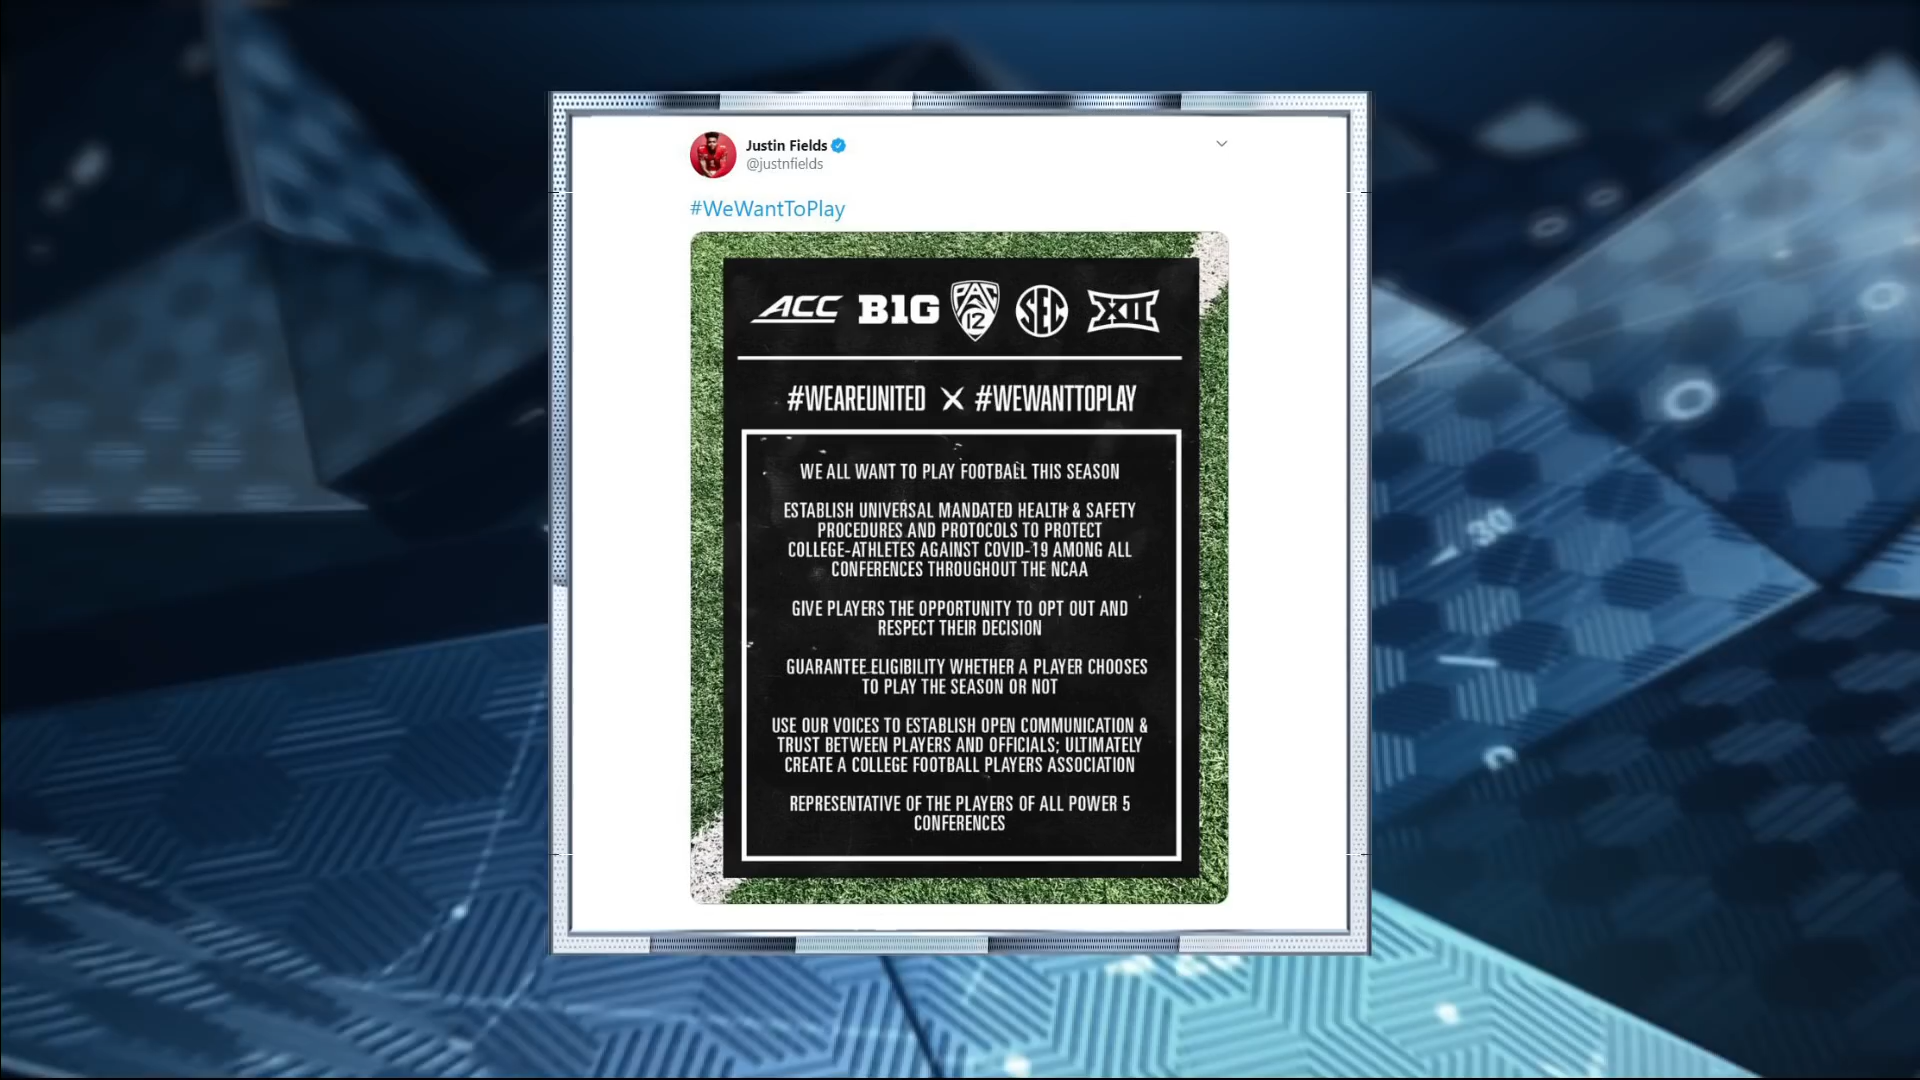 Justin Fields
@justnfields
#WeWantToPlay
ACC B1G PAC 12 SEC XII
#WEAREUNITED X #WEWANTTOPLAY
WE ALL WANT TO PLAY FOOTBALL THIS SEASON
ESTABLISH UNIVERSAL MANDATED HEALTH & SAFETY
PROCEDURES AND PROTOCOLS TO PROTECT
COLLEGE-ATHLETES AGAINST COVID-19 AMONG ALL
CONFERENCES THROUGHOUT THE NCAA
GIVE PLAYERS THE OPPORTUNITY TO OPT OUT AND
RESPECT THEIR DECISION
GUARANTEE ELIGIBILITY WHETHER A PLAYER CHOOSES
TO PLAY THE SEASON OR NOT
USE OUR VOICES TO ESTABLISH OPEN COMMUNICATION &
TRUST BETWEEN PLAYERS AND OFFICIALS; ULTIMATELY
CREATE A COLLEGE FOOTBALL PLAYERS ASSOCIATION
REPRESENTATIVE OF THE PLAYERS OF ALL POWER 5
CONFERENCES
30